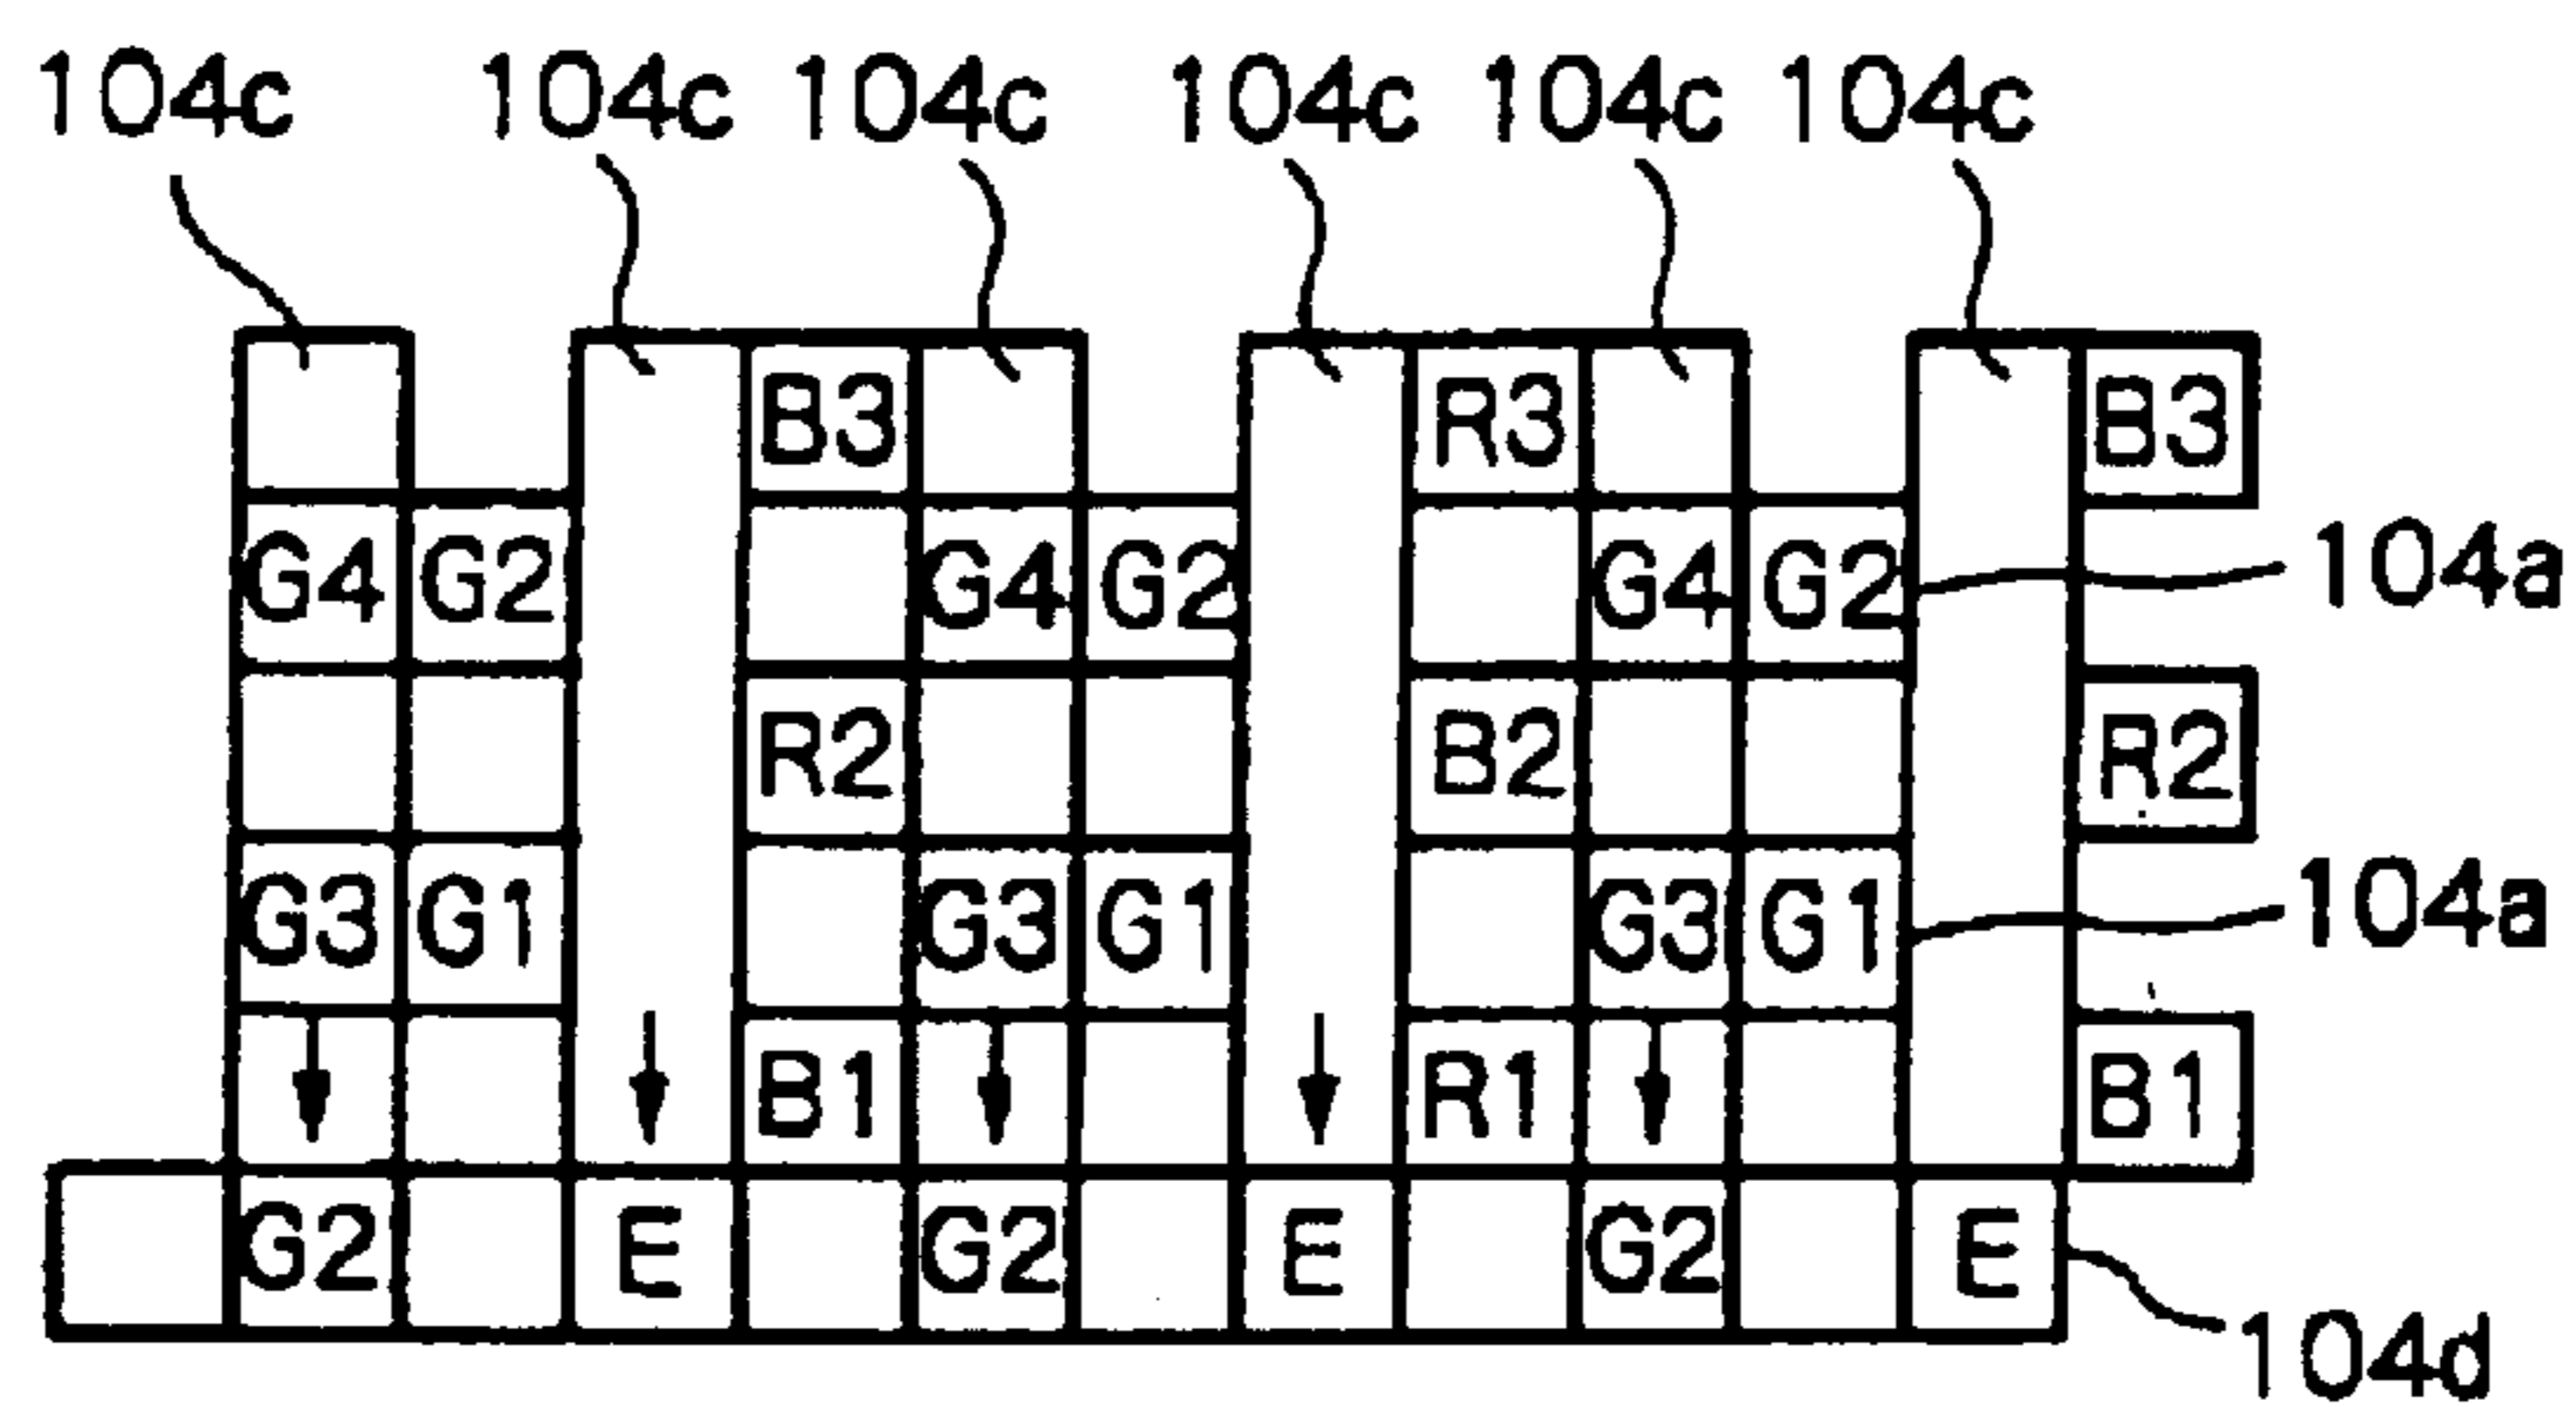 104c 104c 104c 104c 104c 104c
B3 R3 B3
G4 G2 G4 G2 G4 G2 104a
R2 B2 R2
G3 G1 G3 G1 G3 G1 104a
B1 R1 B1
G2 E G2 E G2 E
104d